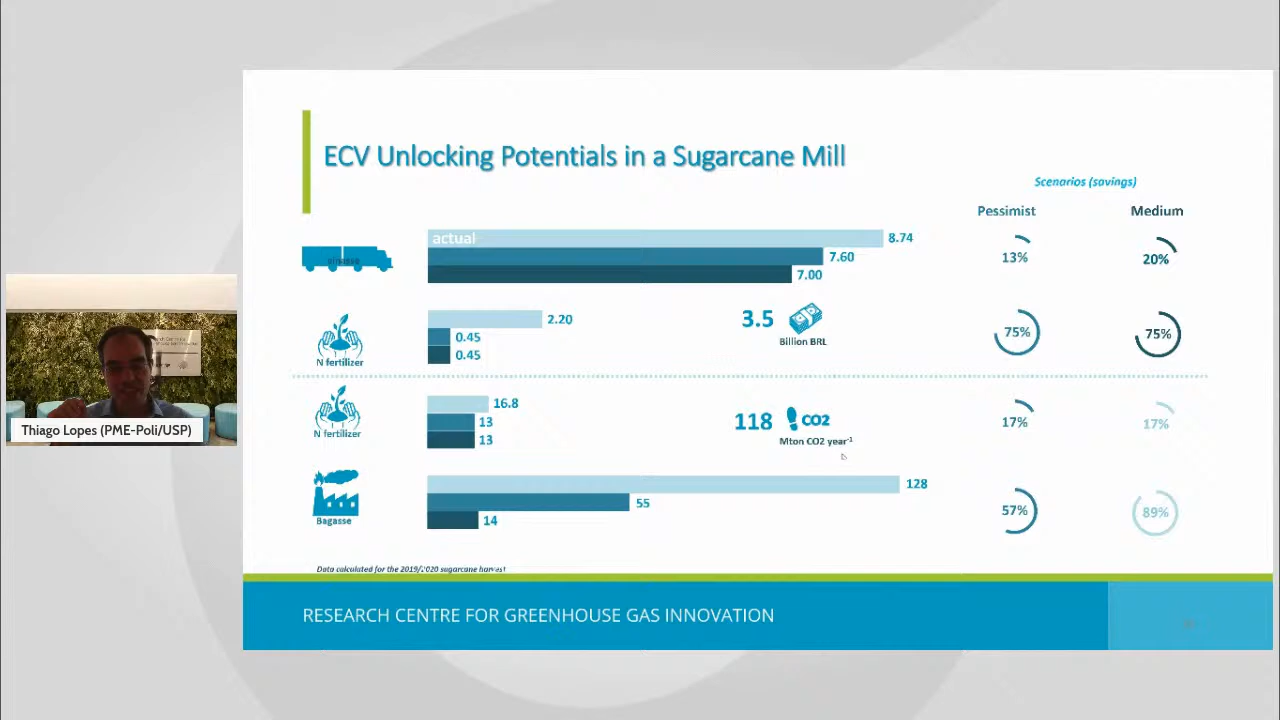 ECV Unlocking Potentials in a Sugarcane Mill
Scenarios (savings)
Pessimist
Medium
actual
8.74
7.60
7.00
13%
20%
vinasse
2.20
0.45
0.45
N fertilizer
3.5
Billion BRL
75%
75%
16.8
13
13
N fertilizer
118
CO2
Mton CO2 year-1
17%
17%
128
55
14
Bagasse
57%
89%
Data calculated for the 2019/2020 sugarcane harvest
RESEARCH CENTRE FOR GREENHOUSE GAS INNOVATION
Thiago Lopes (PME-Poli/USP)